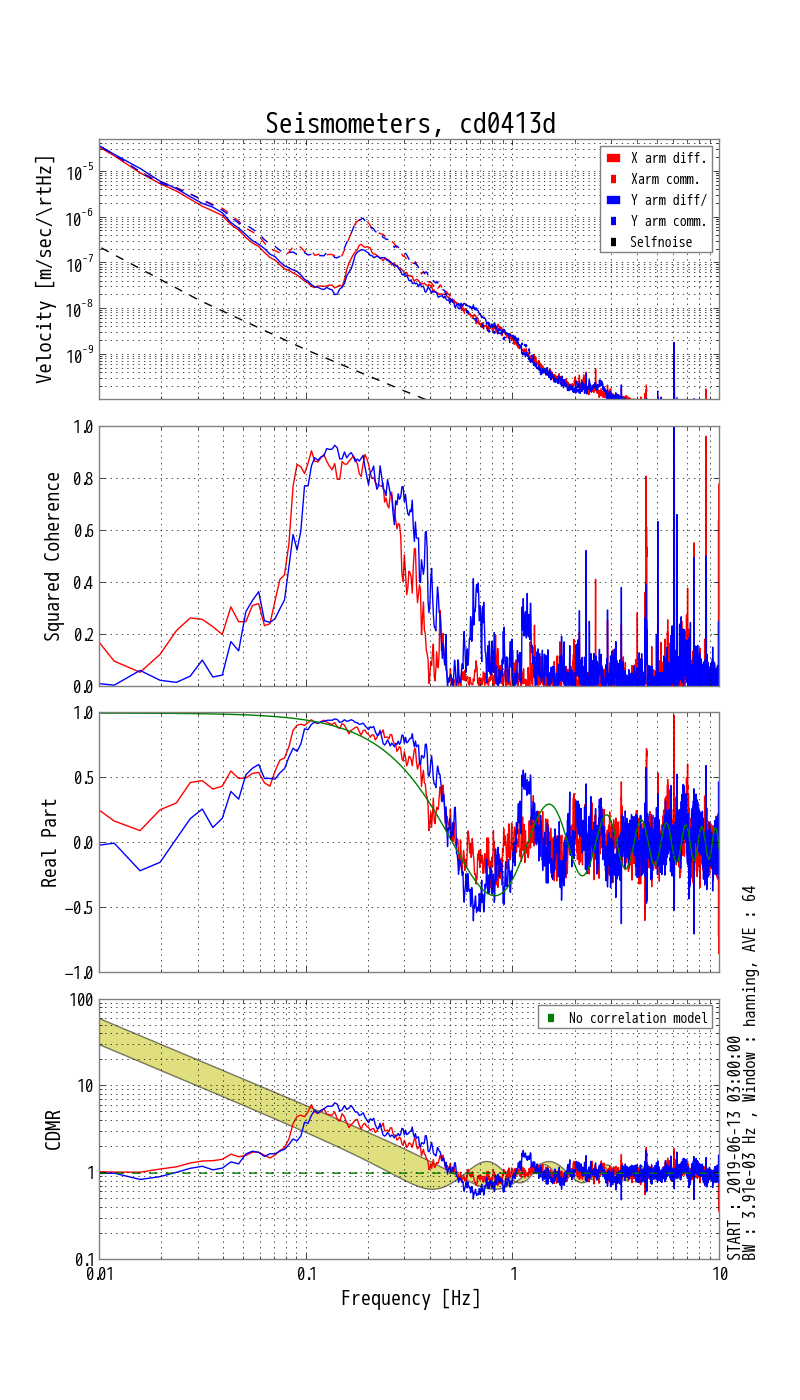 Seismometers, cd0413d
Velocity [m/sec/\rtHz]
10^-5
10^-6
10^-7
10^-8
10^-9
X arm diff.
Xarm comm.
Y arm diff/
Y arm comm.
Selfnoise
Squared Coherence
1.0
0.8
0.6
0.4
0.2
0.0
Real Part
1.0
0.5
0.0
−0.5
−1.0
CDMR
100
10
1
0.1
No correlation model
0.01
0.1
1
10
Frequency [Hz]
START : 2019-06-13 03:00:00
BW : 3.91e-03 Hz , Window : hanning, AVE : 64